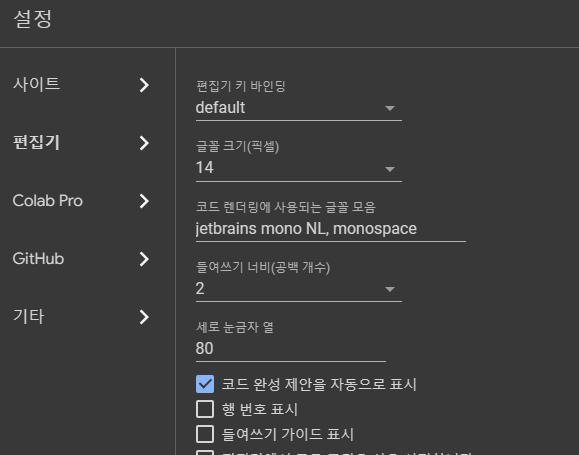 설정
사이트
편집기
Colab Pro
GitHub
기타
편집기 키 바인딩
default
글꼴 크기(픽셀)
14
코드 렌더링에 사용되는 글꼴 모음
jetbrains mono NL, monospace
들여쓰기 너비(공백 개수)
2
세로 눈금자 열
80
코드 완성 제안을 자동으로 표시
행 번호 표시
들여쓰기 가이드 표시